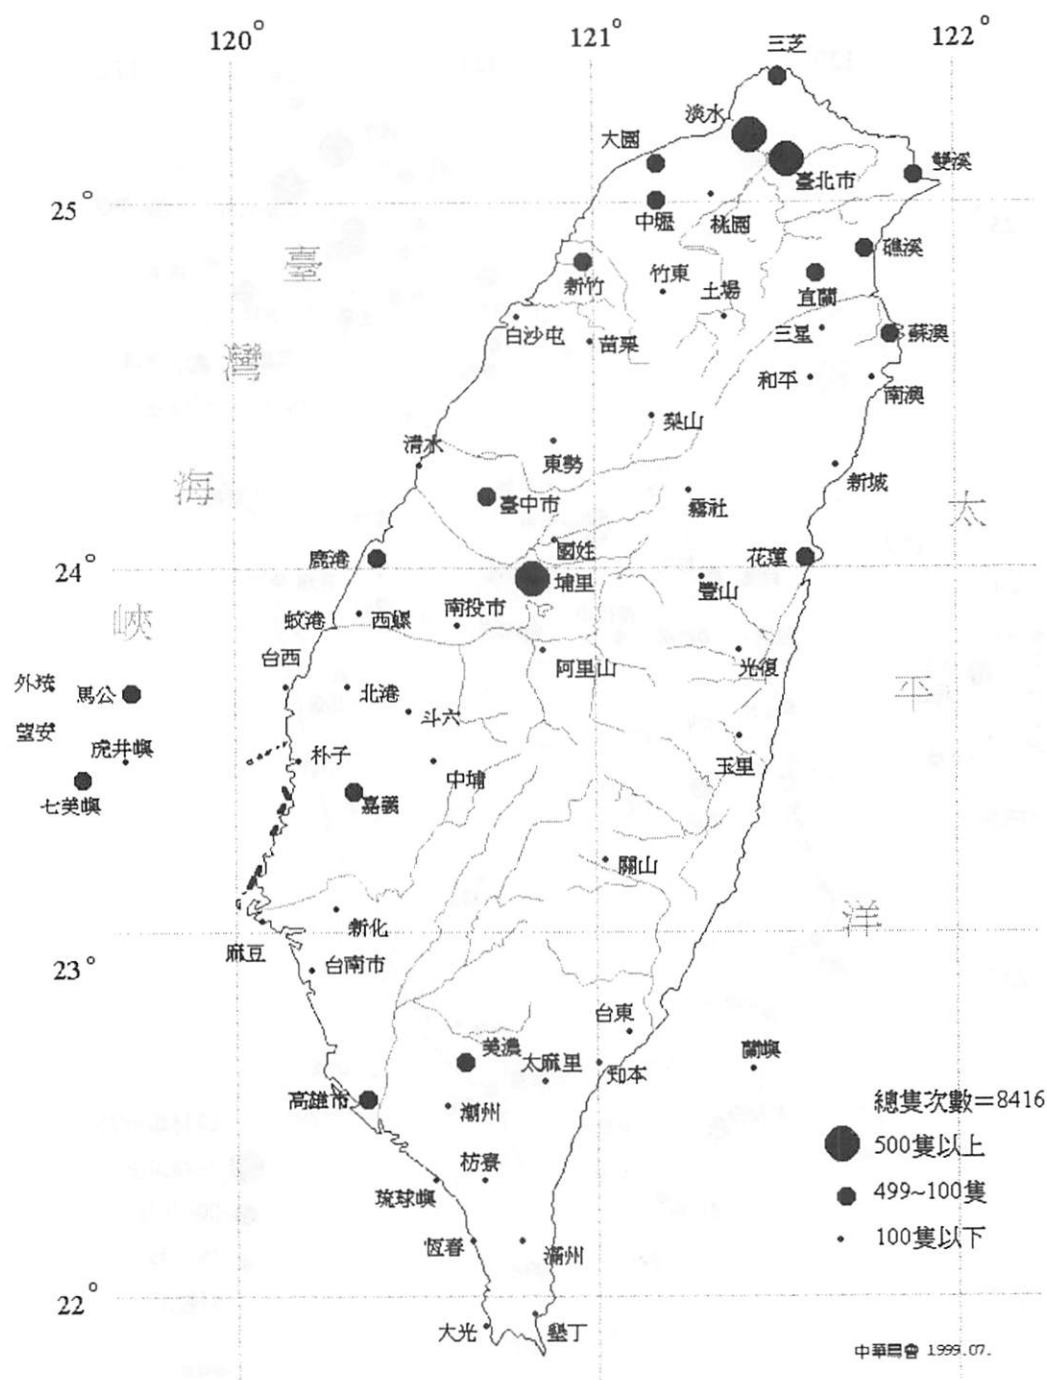 120° 121° 122°
三芝
淡水
大園
臺北市
雙溪
25°
中壢
桃園
礁溪
臺
新竹
竹東
土場
宜蘭
白沙屯
苗栗
三星
蘇澳
灣
和平
南澳
梨山
清水
東勢
新城
海
臺中市
霧社
太
國姓
花蓮
鹿港
24°
埔里
豐山
峽
蚊港
西螺
南投市
台西
阿里山
光復
外垵
馬公
北港
平
斗六
望安
虎井嶼
朴子
中埔
玉里
七美嶼
嘉義
關山
新化
洋
麻豆
台南市
23°
台東
美濃
太麻里
知本
蘭嶼
高雄市
潮州
總隻次數=8416
500隻以上
枋寮
琉球嶼
499~100隻
恆春
滿州
100隻以下
22°
大光
墾丁
中華鳥會 1999.07.